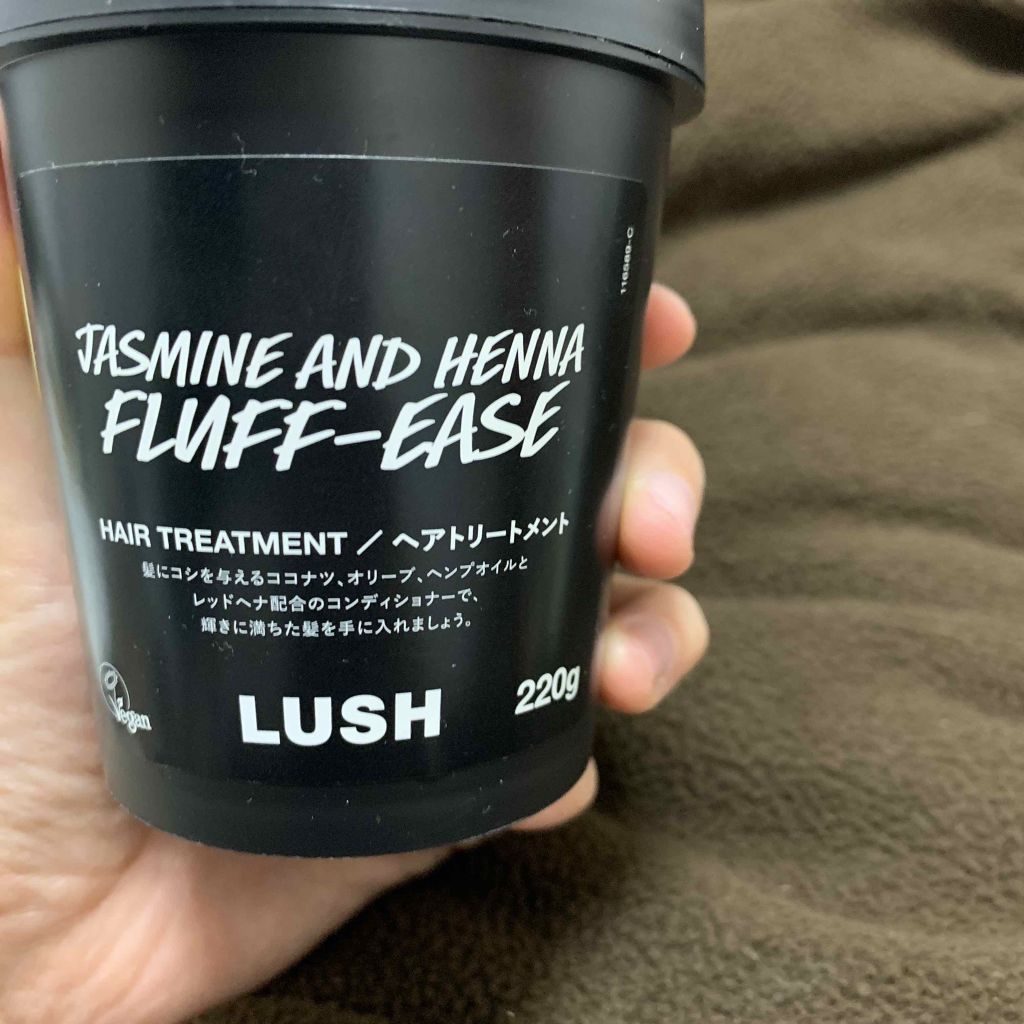 116589-C
JASMINE AND HENNA
FLUFF-EASE
HAIR TREATMENT / ヘアトリートメント
髪にコシを与えるココナツ、オリーブ、ヘンプオイルと
レッドヘナ配合のコンディショナーで、
輝きに満ちた髪を手に入れましょう。
Vegan
LUSH
220g